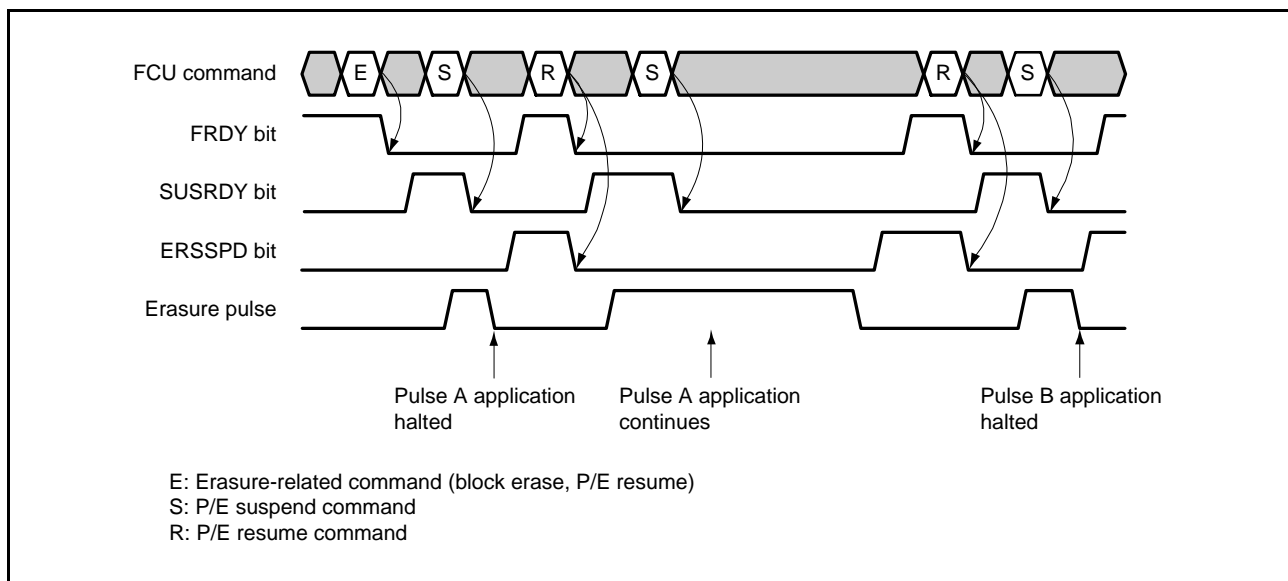 FCU command
E
S
R
S
R
S
FRDY bit
SUSRDY bit
ERSSPD bit
Erasure pulse
Pulse A application
halted
Pulse A application
continues
Pulse B application
halted
E: Erasure-related command (block erase, P/E resume)
S: P/E suspend command
R: P/E resume command